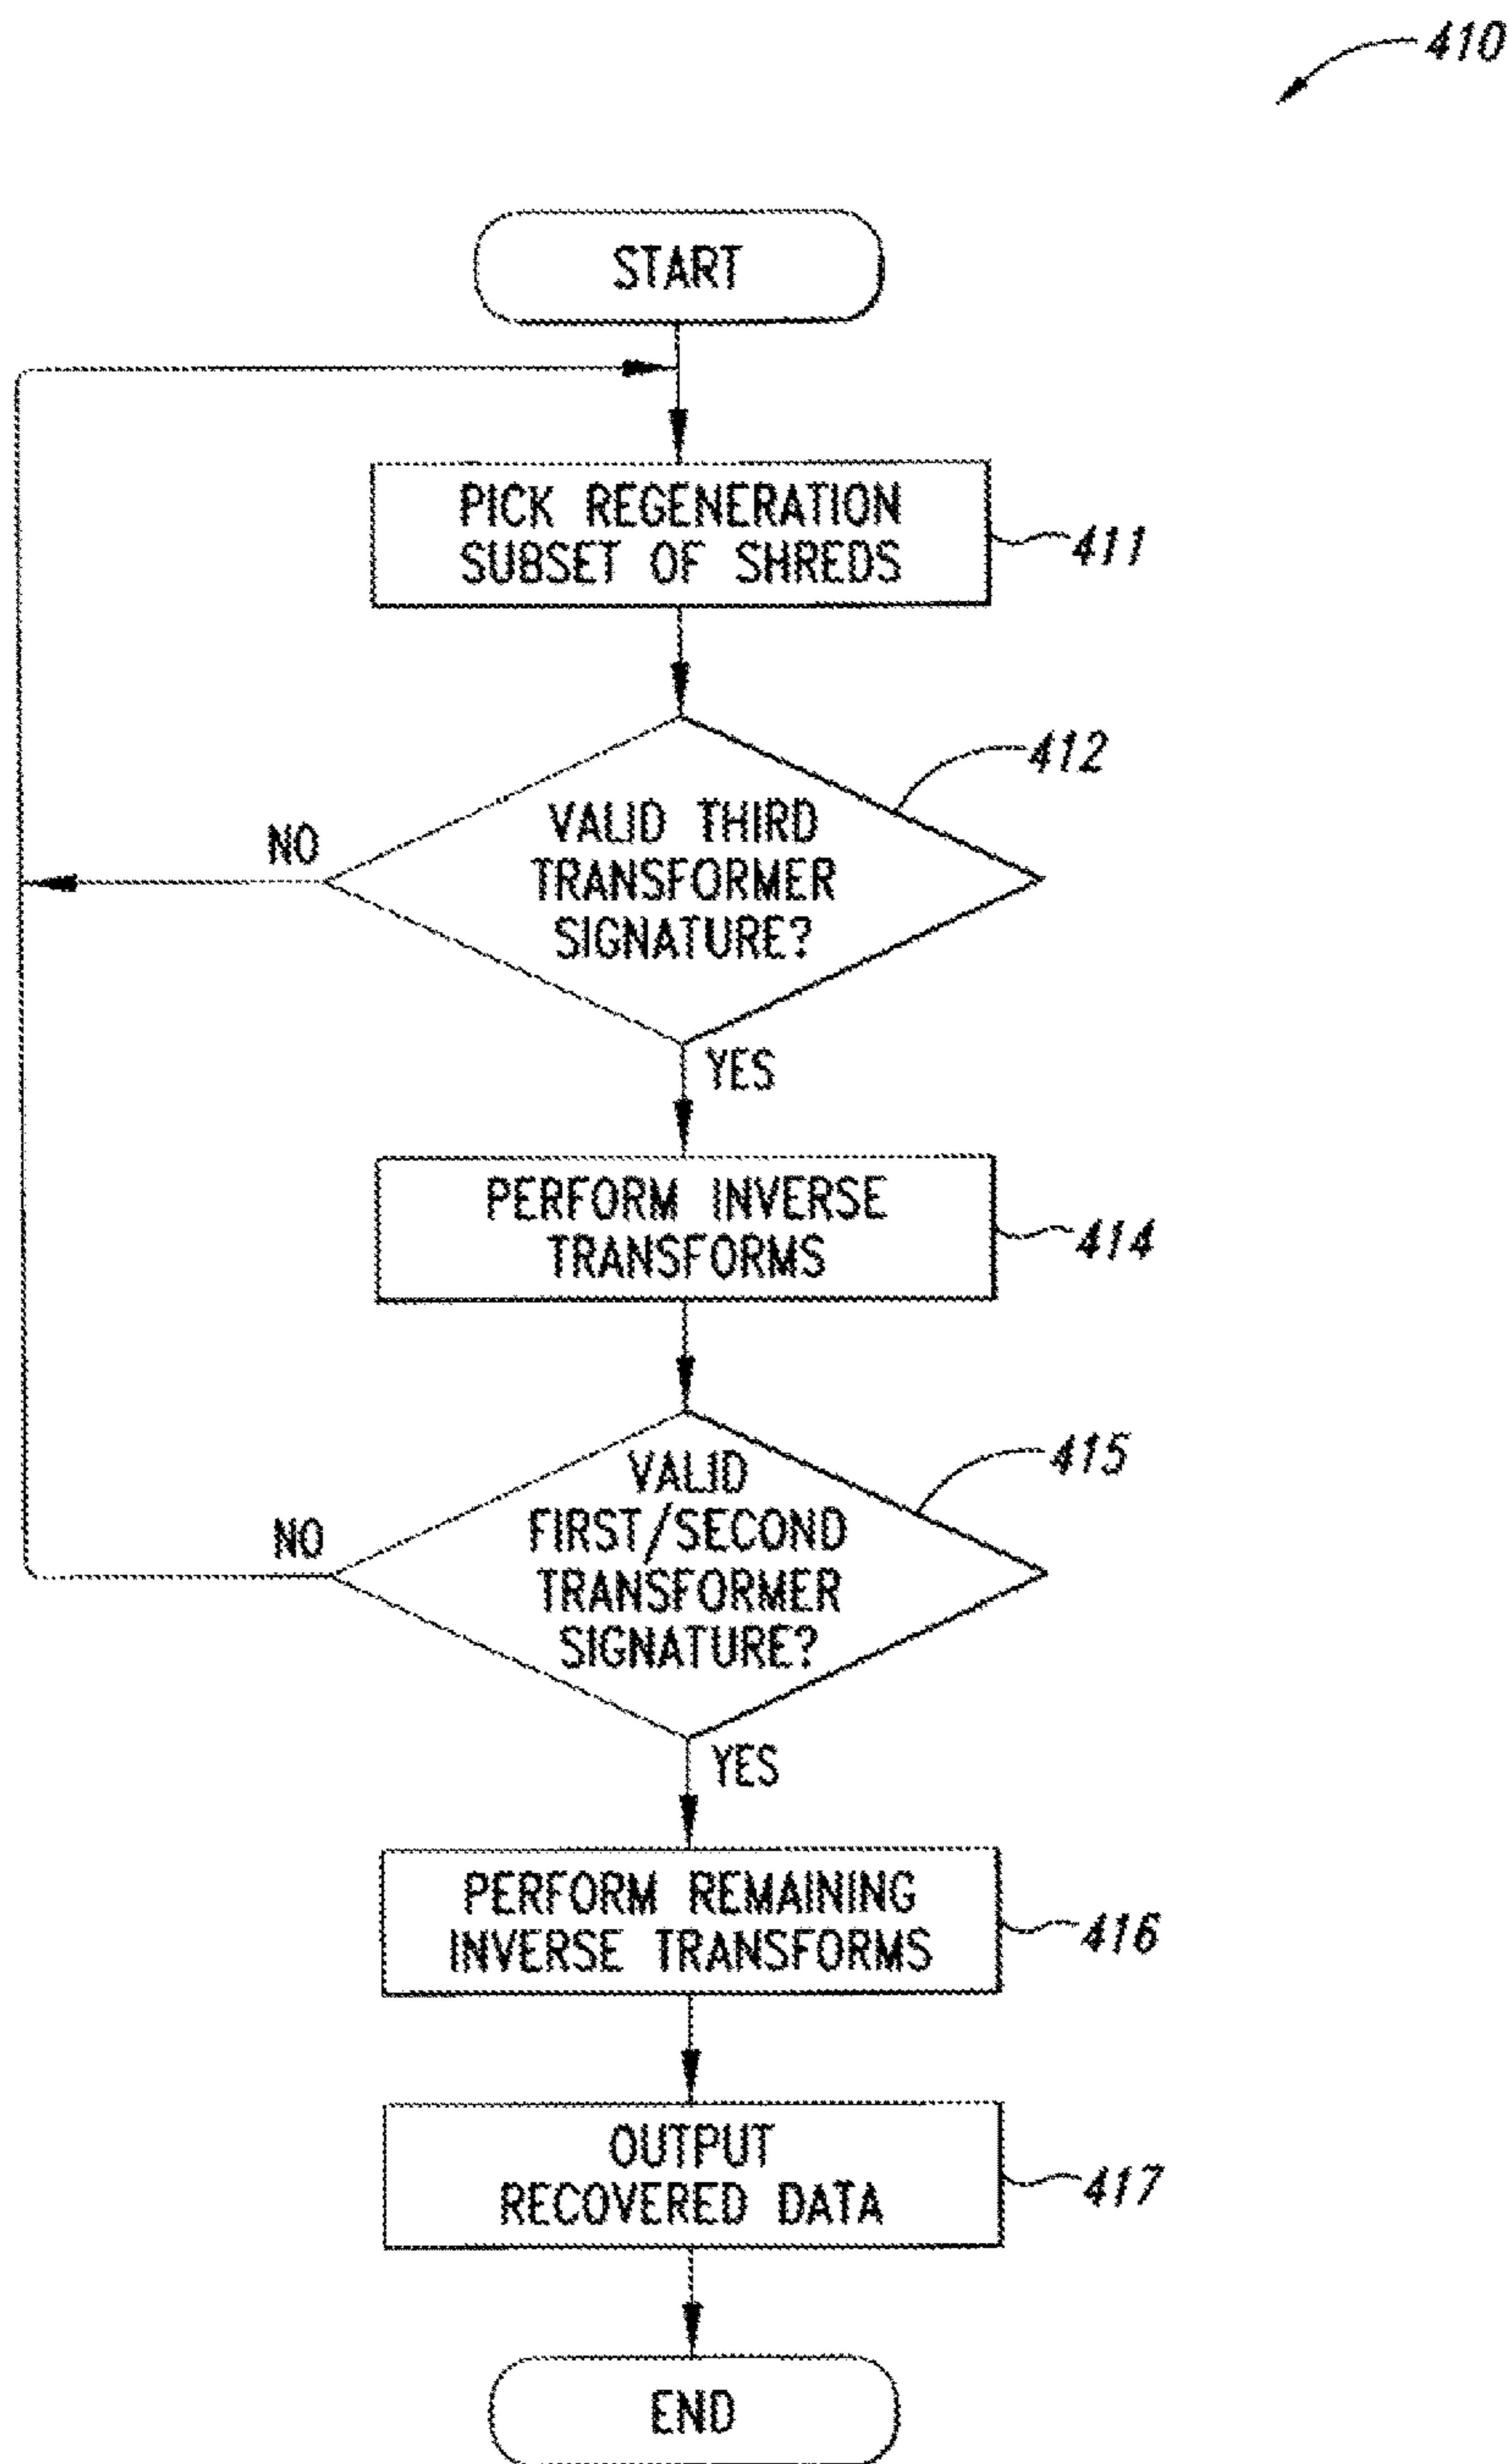 410
START
PICK REGENERATION
SUBSET OF SHREDS
411
412
VALID THIRD
TRANSFORMER
SIGNATURE?
NO
YES
PERFORM INVERSE
TRANSFORMS
414
415
VALID
FIRST/SECOND
TRANSFORMER
SIGNATURE?
NO
YES
PERFORM REMAINING
INVERSE TRANSFORMS
416
OUTPUT
RECOVERED DATA
417
END